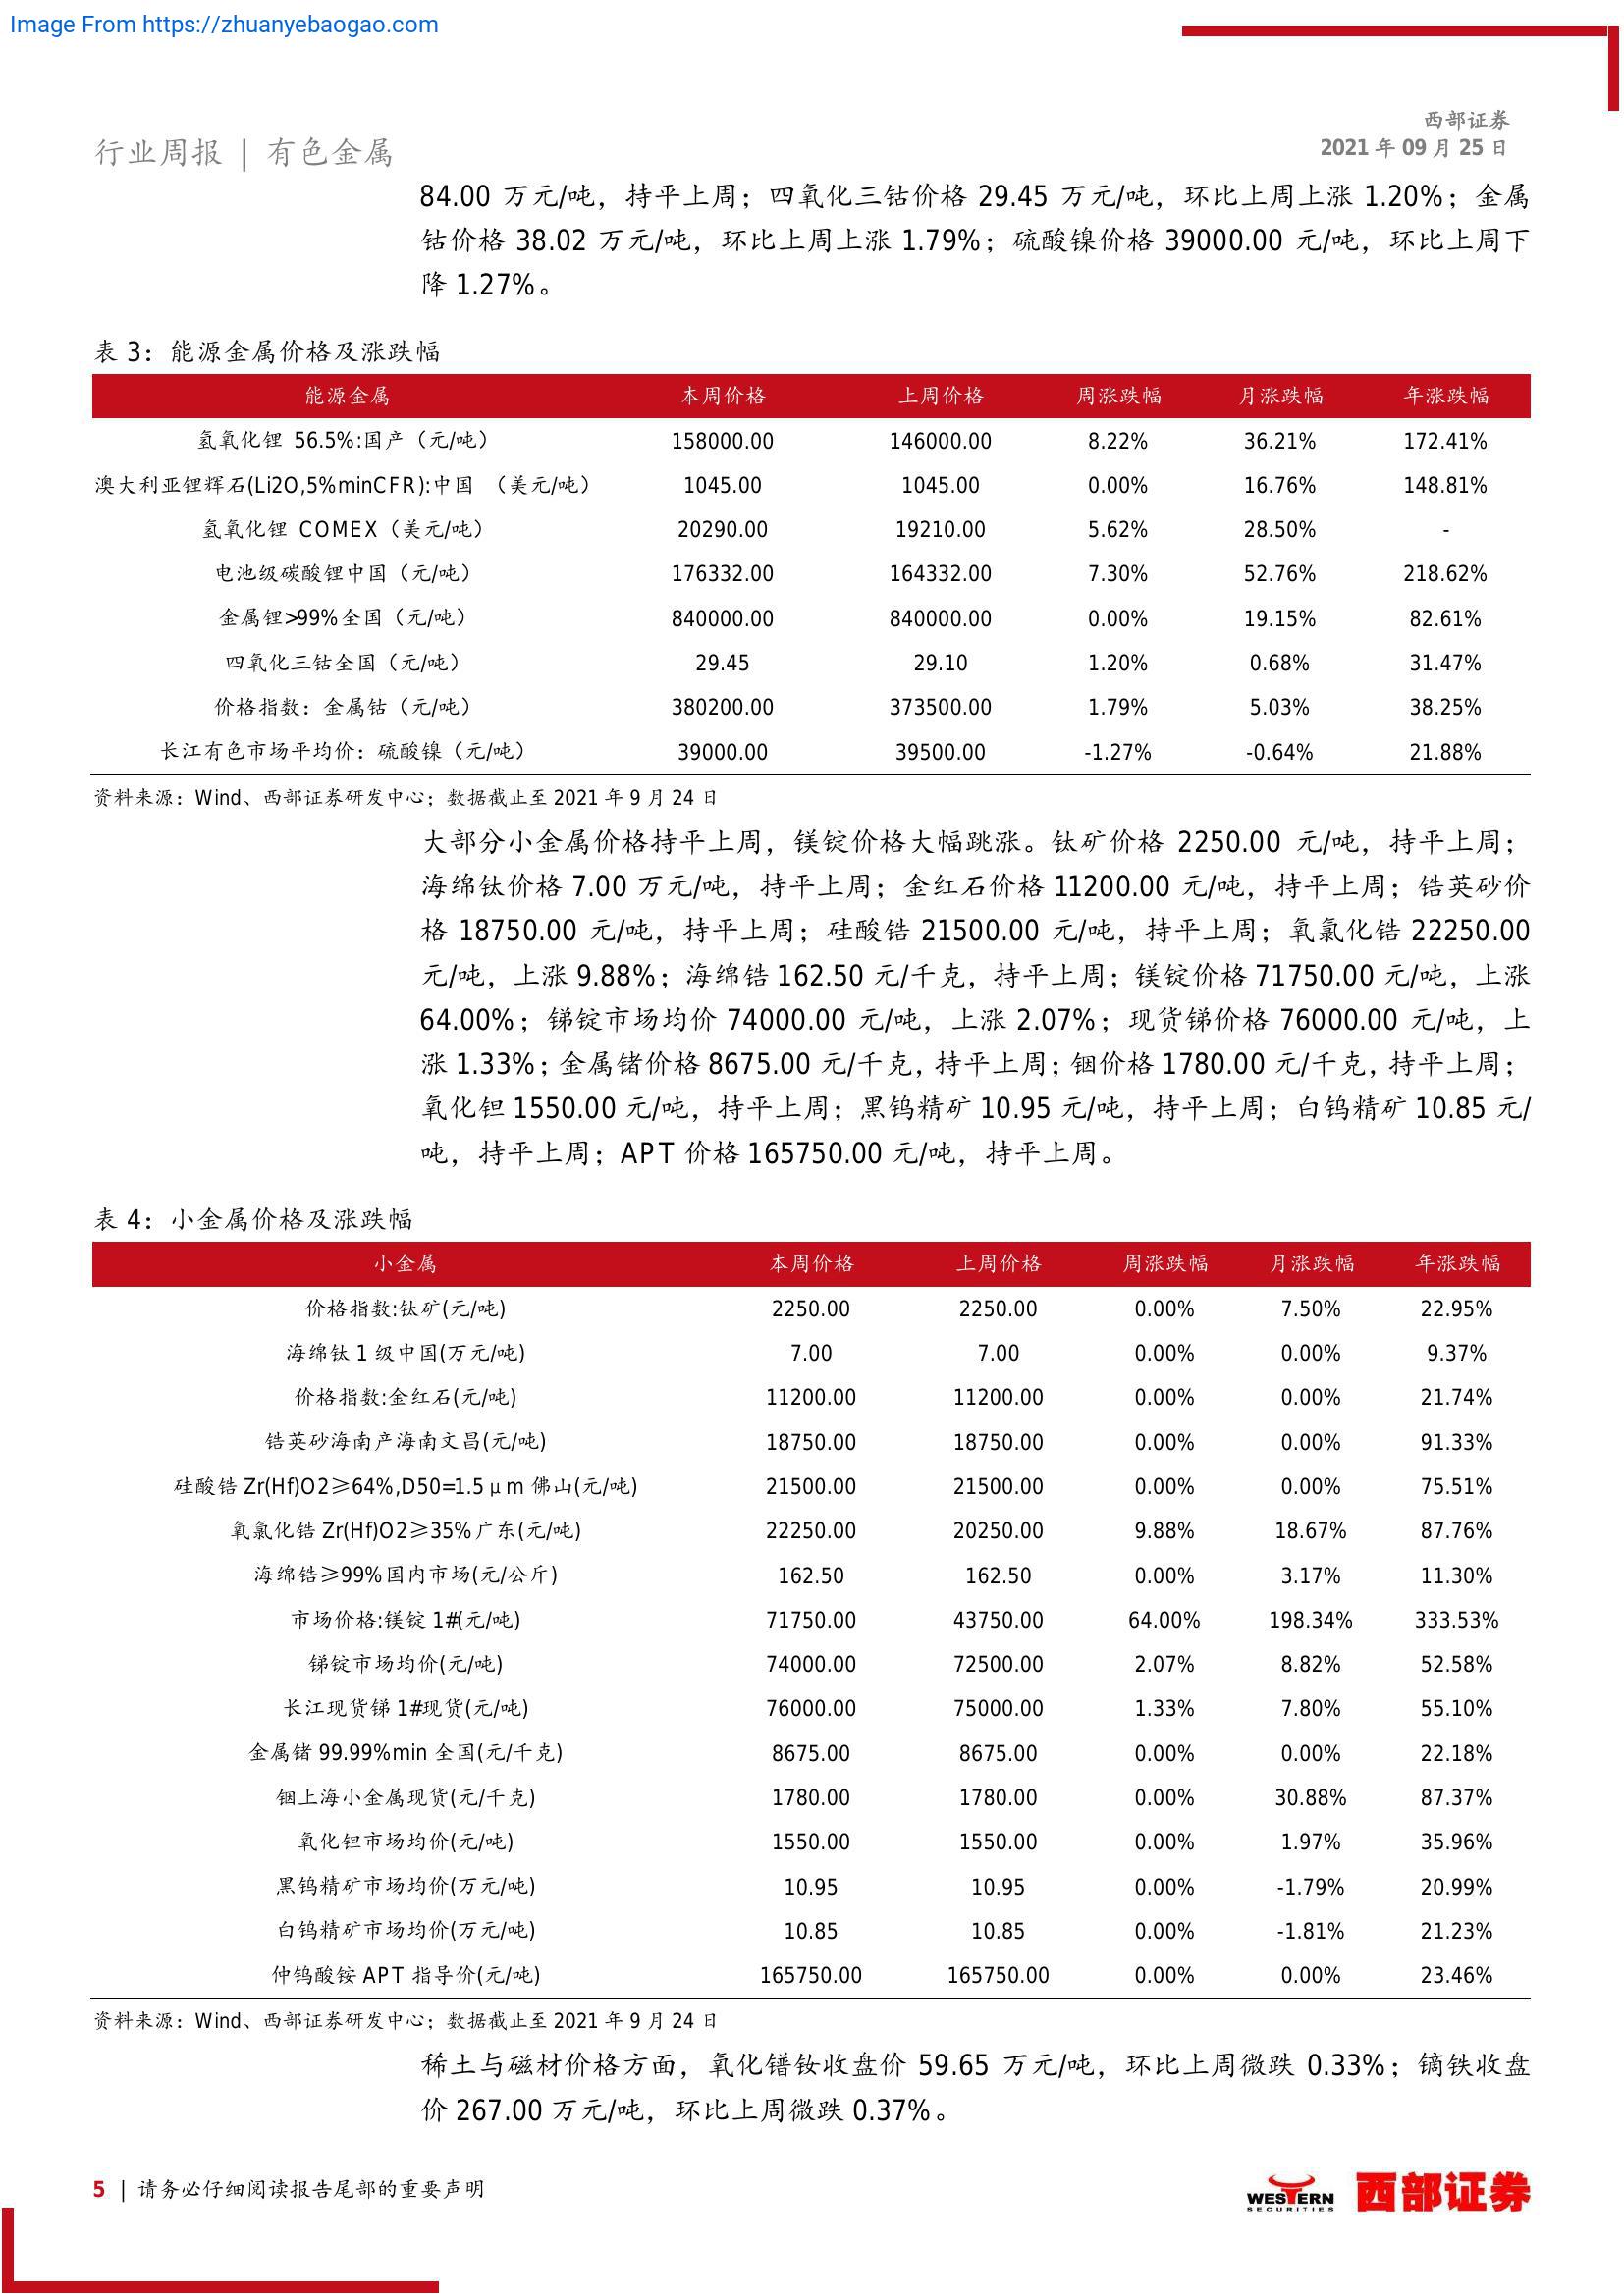 Image From https://zhuanyebaogao.com
西部证券
2021 年 09 月 25 日
行业周报 | 有色金属
84.00 万元/吨，持平上周；四氧化三钴价格 29.45 万元/吨，环比上周上涨 1.20%；金属
钴价格 38.02 万元/吨，环比上周上涨 1.79%；硫酸镍价格 39000.00 元/吨，环比上周下
降 1.27%。
表 3：能源金属价格及涨跌幅
能源金属 本周价格 上周价格 周涨跌幅 月涨跌幅 年涨跌幅
氢氧化锂 56.5%:国产（元/吨） 158000.00 146000.00 8.22% 36.21% 172.41%
澳大利亚锂辉石(Li2O,5%minCFR):中国 （美元/吨） 1045.00 1045.00 0.00% 16.76% 148.81%
氢氧化锂 COMEX（美元/吨） 20290.00 19210.00 5.62% 28.50% -
电池级碳酸锂中国（元/吨） 176332.00 164332.00 7.30% 52.76% 218.62%
金属锂>99%全国（元/吨） 840000.00 840000.00 0.00% 19.15% 82.61%
四氧化三钴全国（元/吨） 29.45 29.10 1.20% 0.68% 31.47%
价格指数：金属钴（元/吨） 380200.00 373500.00 1.79% 5.03% 38.25%
长江有色市场平均价：硫酸镍（元/吨） 39000.00 39500.00 -1.27% -0.64% 21.88%
资料来源：Wind、西部证券研发中心；数据截止至 2021 年 9 月 24 日
大部分小金属价格持平上周，镁锭价格大幅跳涨。钛矿价格 2250.00 元/吨，持平上周；
海绵钛价格 7.00 万元/吨，持平上周；金红石价格 11200.00 元/吨，持平上周；锆英砂价
格 18750.00 元/吨，持平上周；硅酸锆 21500.00 元/吨，持平上周；氧氯化锆 22250.00
元/吨，上涨 9.88%；海绵锆 162.50 元/千克，持平上周；镁锭价格 71750.00 元/吨，上涨
64.00%；锑锭市场均价 74000.00 元/吨，上涨 2.07%；现货锑价格 76000.00 元/吨，上
涨 1.33%；金属锗价格 8675.00 元/千克，持平上周；铟价格 1780.00 元/千克，持平上周；
氧化钽 1550.00 元/吨，持平上周；黑钨精矿 10.95 元/吨，持平上周；白钨精矿 10.85 元/
吨，持平上周；APT 价格 165750.00 元/吨，持平上周。
表 4：小金属价格及涨跌幅
小金属 本周价格 上周价格 周涨跌幅 月涨跌幅 年涨跌幅
价格指数:钛矿(元/吨) 2250.00 2250.00 0.00% 7.50% 22.95%
海绵钛 1 级中国(万元/吨) 7.00 7.00 0.00% 0.00% 9.37%
价格指数:金红石(元/吨) 11200.00 11200.00 0.00% 0.00% 21.74%
锆英砂海南产海南文昌(元/吨) 18750.00 18750.00 0.00% 0.00% 91.33%
硅酸锆 Zr(Hf)O2≥64%,D50=1.5μm 佛山(元/吨) 21500.00 21500.00 0.00% 0.00% 75.51%
氧氯化锆 Zr(Hf)O2≥35%广东(元/吨) 22250.00 20250.00 9.88% 18.67% 87.76%
海绵锆≥99%国内市场(元/公斤) 162.50 162.50 0.00% 3.17% 11.30%
市场价格:镁锭 1#(元/吨) 71750.00 43750.00 64.00% 198.34% 333.53%
锑锭市场均价(元/吨) 74000.00 72500.00 2.07% 8.82% 52.58%
长江现货锑 1#现货(元/吨) 76000.00 75000.00 1.33% 7.80% 55.10%
金属锗 99.99%min 全国(元/千克) 8675.00 8675.00 0.00% 0.00% 22.18%
铟上海小金属现货(元/千克) 1780.00 1780.00 0.00% 30.88% 87.37%
氧化钽市场均价(元/吨) 1550.00 1550.00 0.00% 1.97% 35.96%
黑钨精矿市场均价(万元/吨) 10.95 10.95 0.00% -1.79% 20.99%
白钨精矿市场均价(万元/吨) 10.85 10.85 0.00% -1.81% 21.23%
仲钨酸铵 APT 指导价(元/吨) 165750.00 165750.00 0.00% 0.00% 23.46%
资料来源：Wind、西部证券研发中心；数据截止至 2021 年 9 月 24 日
稀土与磁材价格方面，氧化镨钕收盘价 59.65 万元/吨，环比上周微跌 0.33%；镝铁收盘
价 267.00 万元/吨，环比上周微跌 0.37%。
5 | 请务必仔细阅读报告尾部的重要声明
WESTERN
SECURITIES
西部证券